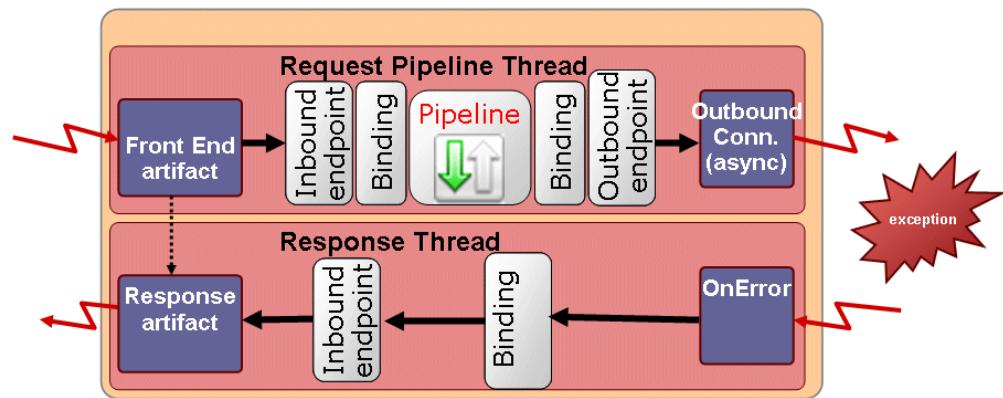 Request Pipeline Thread
Front End
artifact
Inbound
endpoint
Binding
Pipeline
Binding
Outbound
endpoint
Outbound
Conn.
(async)
exception
Response Thread
Response
artifact
Inbound
endpoint
Binding
OnError